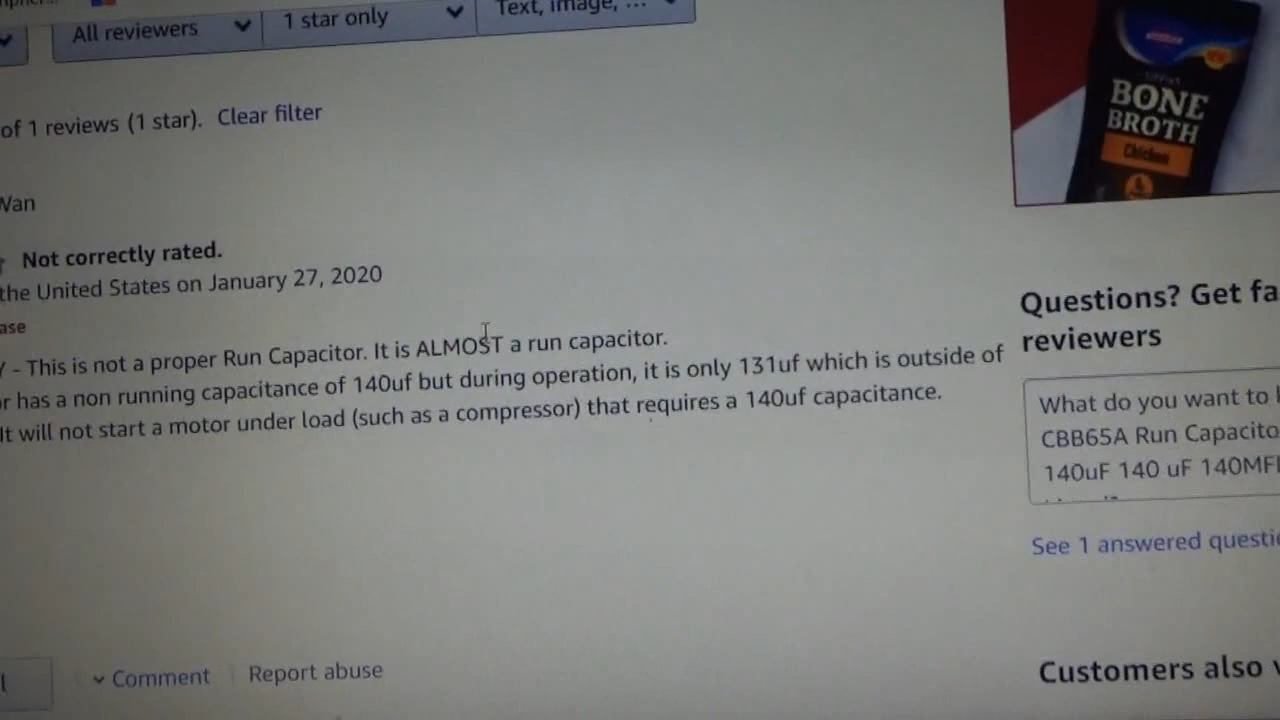 All reviewers
1 star only
Text, image, ...
of 1 reviews (1 star). Clear filter
Not correctly rated.
the United States on January 27, 2020
- This is not a proper Run Capacitor. It is ALMOST a run capacitor.
has a non running capacitance of 140uf but during operation, it is only 131uf which is outside of
It will not start a motor under load (such as a compressor) that requires a 140uf capacitance.
Comment
Report abuse
BONE
BROTH
Chicken
Questions? Get fa
reviewers
What do you want to
CBB65A Run Capacito
140uF 140 uF 140MF
See 1 answered questi
Customers also